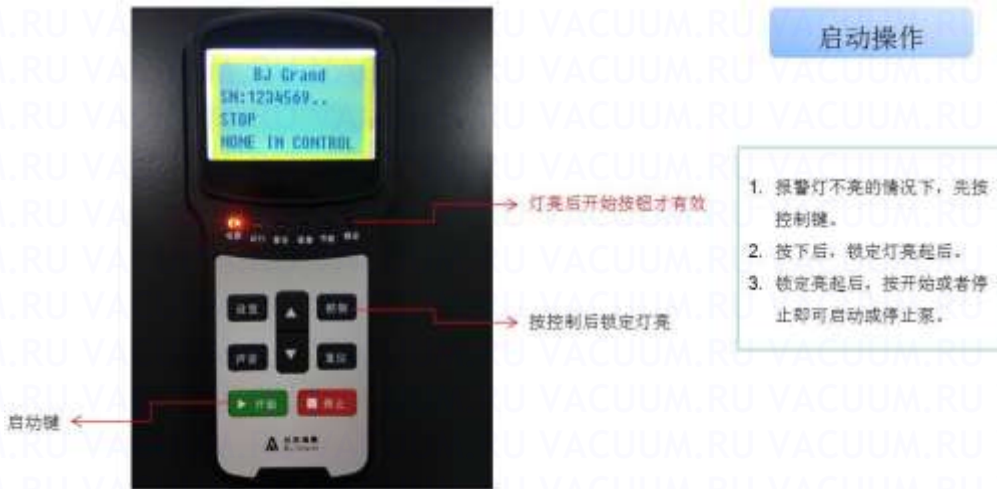 启动操作
BJ Grand
SN:1234569..
STOP
NONE IN CONTROL
灯亮后开始按钮才有效
设置
控制
按控制后锁定灯亮
声音
复位
▶ 开始
■ 停止
启动键
1. 报警灯不亮的情况下，先按
控制键。
2. 按下后，锁定灯亮起后。
3. 锁定亮起后，按开始或者停
止即可启动或停止泵。
VACUUM.RU